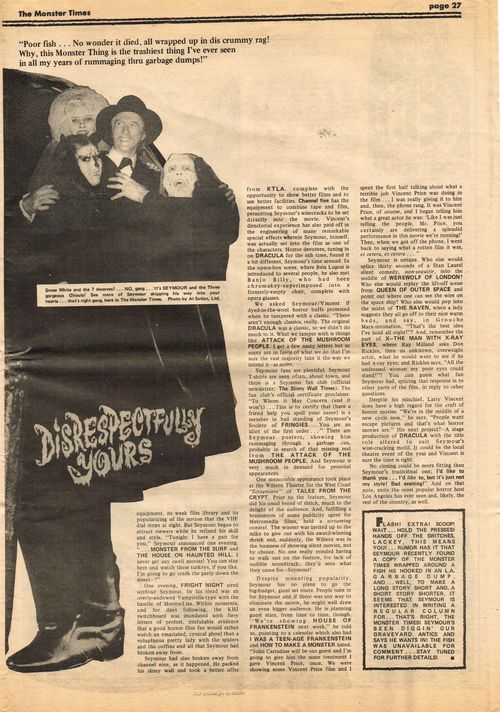 The Monster Times
page 27
"Poor fish . . . No wonder it died, all wrapped up in dis crummy rag!
Why, this Monster Thing is the trashiest thing I've ever seen
in all my years of rummaging thru garbage dumps!"
Snow White and the 7 dwarves? . . . NO, gang . . . it's SEYMOUR and the Three
gorgeous Ghouls! See more of Seymour slopping his way into your
hearts . . . that's right gang, here in The Monster Times. Photo by Al Satian, Ltd.
DISRESPECTFULLY
YOURS
equipment, its weak film library and its
popularizing of the notion that the VHF
dial stops at eight. But Seymour began to
attract viewers while he refined his skill
and style. "Tonight I have a pair for
you," Seymour announced one evening.
". . . MONSTER FROM THE SURF and
THE HOUSE ON HAUNTED HILL. I
never get any swell movies! You can stay
here and watch these turkeys, if you like.
I'm going to go crash the party down the
street."
One evening, FRIGHT NIGHT aired
without Seymour. In his stead was an
overly-endowed Vampirilla-type with the
handle of Moona-Lisa. Within moments,
and for days following, the KHJ
switchboard was inundated with fiery
letters of protest, irrefutable evidence
that a good horror film fan would rather
watch an emaciated, cynical ghoul than a
voluptuous pretty lady with the spiders
and the coffins and all that Seymour had
broken away from.
Seymour had also broken away from
channel nine, as it happened. He packed
his slimy wall and took a better offer
from KTLA, complete with the
opportunity to show better films and to
use better facilities. Channel five has the
equipment to combine tape and film,
permitting Seymour's wisecracks to be set
directly into the movie. Vincent's
directorial experience has also paid off in
the engineering of many remarkable
special effects wherein Seymour, himself,
was actually set into the film as one of
the characters. Horror devotees, tuning in
on DRACULA for the nth time, found it
a bit different, Seymour's time around. In
the opera-box scene, where Bela Lugosi is
introduced to several people, he also met
Banjo Billy, who had been
chromakey-superimposed into a
formerly-empty chair, complete with
opera glasses.
We asked Seymour/Vincent if
dyed-in-the-wool horror buffs protested
when he tampered with a classic. "There
aren't enough classics, really. The original
DRACULA was a classic, so we didn't do
much to it. What we tamper with is things
like ATTACK OF THE MUSHROOM
PEOPLE. I get a few nasty letters but so
many are in favor of what we do that I'm
sure the vast majority take it the way we
intend it
Seymour fans are plentiful. Seymour
T-shirts are seen often, about town, and
there is a Seymour fan club (official
newsletter: The Slimy Wall Times). The
fan club's official certificate proclaims:
"To Whom it May Concern (and it
won't) . . . This is to certify that (have a
friend help you spell your name) is a
member in bad standing of Seymour's
Society of FRINGIES . . . You are an
idiot of the first order . . ." There are
Seymour posters, showing him
rummaging through a garbage can,
probably in search of that missing reel
from THE ATTACK OF THE
MUSHROOM PEOPLE. And Seymour is
very much in demand for personal
appearances.
One memorable appearance took place
at the Wiltern Theatre for the West Coast
"Screamiere" of TALES FROM THE
CRYPT. Prior to the feature, Seymour
did his usual brand of shtick, much to the
delight of the audience. And, fulfilling a
brainstorm of some publicity agent for
Metromedia films, held a screaming
contest. The winner was invited up to the
mike to give out with his award-winning
shriek and, suddenly, the Wiltern was in
the business of showing silent movies, not
by choice. No one really minded having
to walk out on the feature, for lack of
audible soundtrack; they'd seen what
they came for—Seymour!
Despite mounting popularity,
Seymour has no plans to go the
big-budget, giant set route. People tune in
for Seymour and if there was any way to
eliminate the movie, he might well draw
an even bigger audience. He is planning
guest stars, from time to time, though.
"We're showing HOUSE OF
FRANKENSTEIN next week," he told
us, pointing to a calendar which also had
I WAS A TEEN-AGE FRANKENSTEIN
and HOW TO MAKE A MONSTER listed.
"John Carradine will be our guest and I'm
going to give him the same treatment I
gave Vincent Price, once. We were
showing some Vincent Price film and I
spent the first half talking about what a
terrible job Vincent Price was doing in
the film . . . I was really giving it to him
and, then, the phone rang. It was Vincent
Price, of course, and I began telling him
what a great actor he was: 'Like I was just
telling the people, Mr. Price, you
certainly are delivering a splendid
performance in this movie we're running!'
Then, when we got off the phone, I went
back to saying what a rotten film it was,
et cetera, et cetera . . ."
Seymour is unique. Who else would
splice thirty seconds of a Stan Laurel
silent comedy, non-sequitir, into the
middle of WEREWOLF OF LONDON?
Who else would replay the lift-off scene
from QUEEN OF OUTER SPACE and
point out where one can see the wire on
the space ship? Who else would pop into
the midst of THE RAVEN, when a lady
suggests they all go off to their nice warm
beds, and say, in Groucho
Marx-intonation, "That's the best idea
I've hold all night!"? And, remember the
part of X—THE MAN WITH X-RAY
EYES, where Ray Milland asks Don
Rickles, then an unknown, overweight
actor, what he would want to see if he
had x-ray eyes; and Rickles says, "All the
undressed women my poor eyes could
stand!"? You can guess what fun
Seymour had, splicing that response in to
other parts of the film, in reply to other
questions.
Despite his mischief, Larry Vincent
does have a high regard for the craft of
horror movies. "We're in the middle of a
new cycle now," he says. "People want
escape pictures and that's what horror
films are." His next project? A stage
production of DRACULA with the title
role altered to suit Seymour's
wise-cracking mold. It could be the local
theatre event of the year and Vincent is
sure the time is right.
No closing could be more fitting than
Seymour's traditional one; I'd like to
thank you . . . I'd like to, but it's just not
my style! Bad evening!" And on that
note, exits the most popular horror host
Los Angeles has ever seen and, likely, the
rest of the country, as well.
FLASH! EXTRA! SCOOP!
WAIT . . . HOLD THE PRESSES!
HANDS OFF THE SWITCHES,
LACKEY, THIS MEANS
YOU! . . . RUMOR HAS IT THAT
SEYMOUR RECENTLY FOUND
A COPY OF THE MONSTER
TIMES WRAPPED AROUND A
FISH HE HOOKED IN AN L.A.
GARBAGE DUMP . . .
AND . . . WELL, TO MAKE A
LONG STORY SHORT AND, A
SHORT STORY SHORTER, IT
SEEMS THAT SEYMOUR IS
INTERESTED IN WRITING A
REGULAR COLUMN
FOR . . . THAT'S RIGHT, THE
MONSTER TIMES! SEYMOUR'S
BEEN DIGGIN' OUR
GRAVEYARD ANTICS AND
SAYS HE WANTS IN! THE FISH
WAS UNAVAILABLE FOR
COMMENT . . . STAY TUNED
FOR FURTHER DETAILS!